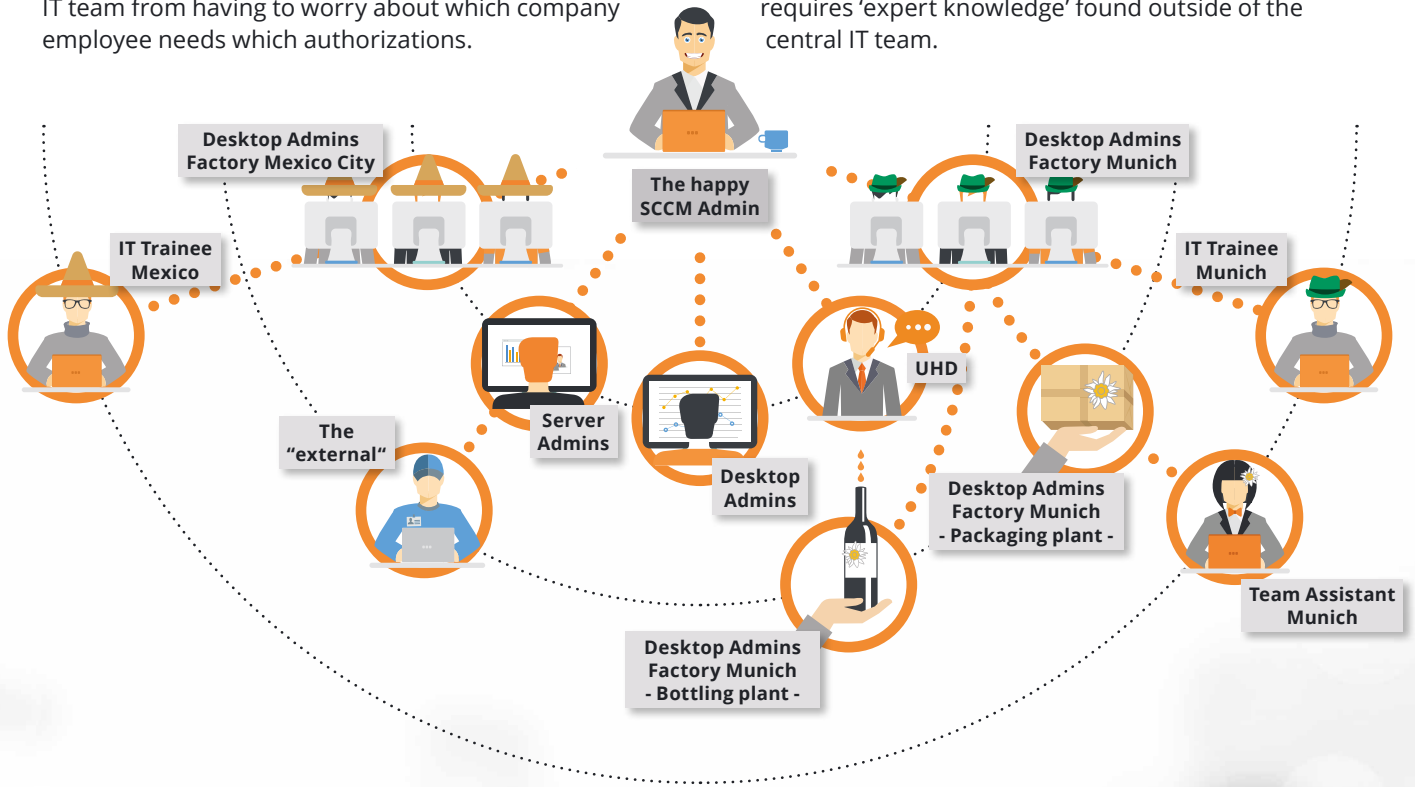 IT team from having to worry about which company
employee needs which authorizations.
requires ‘expert knowledge’ found outside of the
central IT team.
Desktop Admins
Factory Mexico City
The happy
SCCM Admin
Desktop Admins
Factory Munich
IT Trainee
Mexico
IT Trainee
Munich
UHD
The
“external“
Server
Admins
Desktop
Admins
Desktop Admins
Factory Munich
- Packaging plant -
Team Assistant
Munich
Desktop Admins
Factory Munich
- Bottling plant -